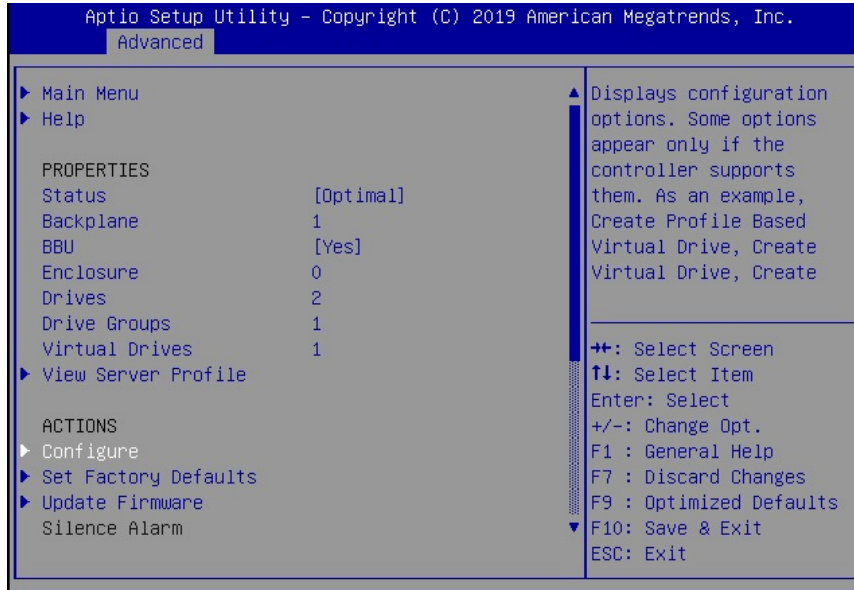 Aptio Setup Utility – Copyright (C) 2019 American Megatrends, Inc.
Advanced
Main Menu
Help
PROPERTIES
Status [Optimal]
Backplane 1
BBU [Yes]
Enclosure 0
Drives 2
Drive Groups 1
Virtual Drives 1
View Server Profile
ACTIONS
Configure
Set Factory Defaults
Update Firmware
Silence Alarm
Displays configuration
options. Some options
appear only if the
controller supports
them. As an example,
Create Profile Based
Virtual Drive, Create
Virtual Drive, Create
→←: Select Screen
↑↓: Select Item
Enter: Select
+/-: Change Opt.
F1 : General Help
F7 : Discard Changes
F9 : Optimized Defaults
F10: Save & Exit
ESC: Exit